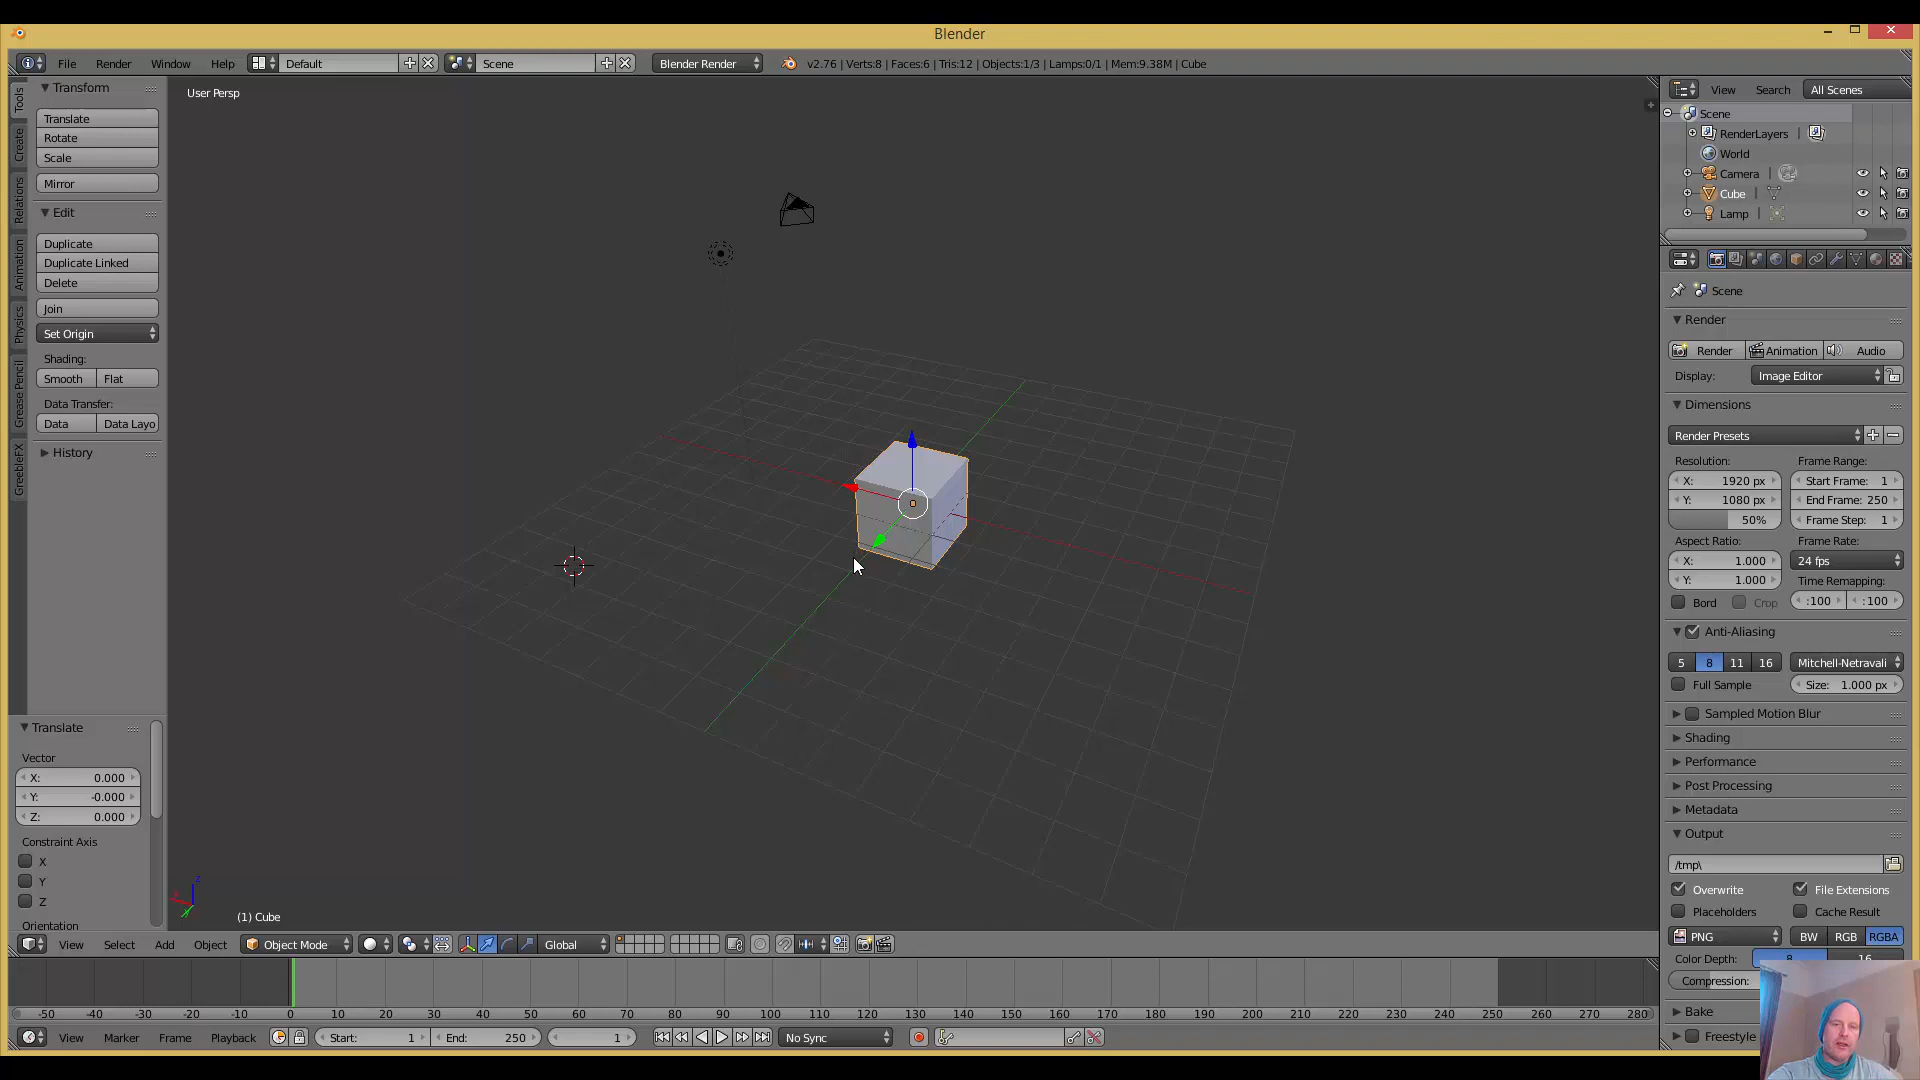 Blender
File Render Window Help Default Scene Blender Render v2.76 | Verts:8 | Faces:6 | Tris:12 | Objects:1/3 | Lamps:0/1 | Mem:9.38M | Cube
Tools
Create
Relations
Animation
Physics
Grease Pencil
GreebleFX
Transform
Translate
Rotate
Scale
Mirror
Edit
Duplicate
Duplicate Linked
Delete
Join
Set Origin
Shading:
Smooth Flat
Data Transfer:
Data Data Layo
History
Translate
Vector
X: 0.000
Y: -0.000
Z: 0.000
Constraint Axis
X
Y
Z
Orientation
User Persp
z
x
y
(1) Cube
View Select Add Object Object Mode Global
-50 -40 -30 -20 -10 0 10 20 30 40 50 60 70 80 90 100 110 120 130 140 150 160 170 180 190 200 210 220 230 240 250 260 270 280
View Marker Frame Playback Start: 1 End: 250 1 No Sync
View Search All Scenes
Scene
RenderLayers |
World
Camera |
Cube |
Lamp |
Scene
Render
Render Animation Audio
Display: Image Editor
Dimensions
Render Presets
Resolution: Frame Range:
X: 1920 px Start Frame: 1
Y: 1080 px End Frame: 250
50% Frame Step: 1
Aspect Ratio: Frame Rate:
X: 1.000 24 fps
Y: 1.000 Time Remapping:
Bord Crop :100 :100
Anti-Aliasing
5 8 11 16 Mitchell-Netravali
Full Sample Size: 1.000 px
Sampled Motion Blur
Shading
Performance
Post Processing
Metadata
Output
/tmp\
Overwrite File Extensions
Placeholders Cache Result
PNG BW RGB RGBA
Color Depth: 8 16
Compression:
Bake
Freestyle